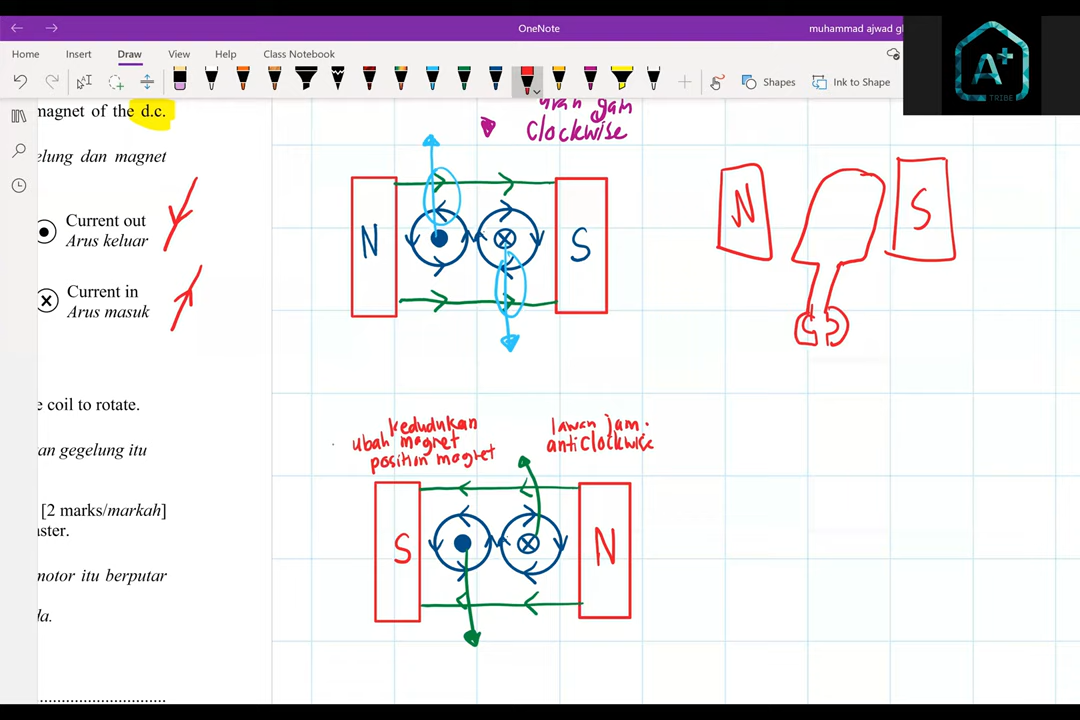 OneNote
muhammad ajwad gh
Home Insert Draw View Help Class Notebook
Shapes
Ink to Shape
A+
TRIBE
magnet of the d.c.
elung dan magnet
Current out
Arus keluar
Current in
Arus masuk
e coil to rotate.
an gegelung itu
[2 marks/markah]
aster.
motor itu berputar
da.
jam
Clockwise
N
S
N
S
kedudukan
ubah magnet
position magnet
lawan jam.
anticlockwise
S
N